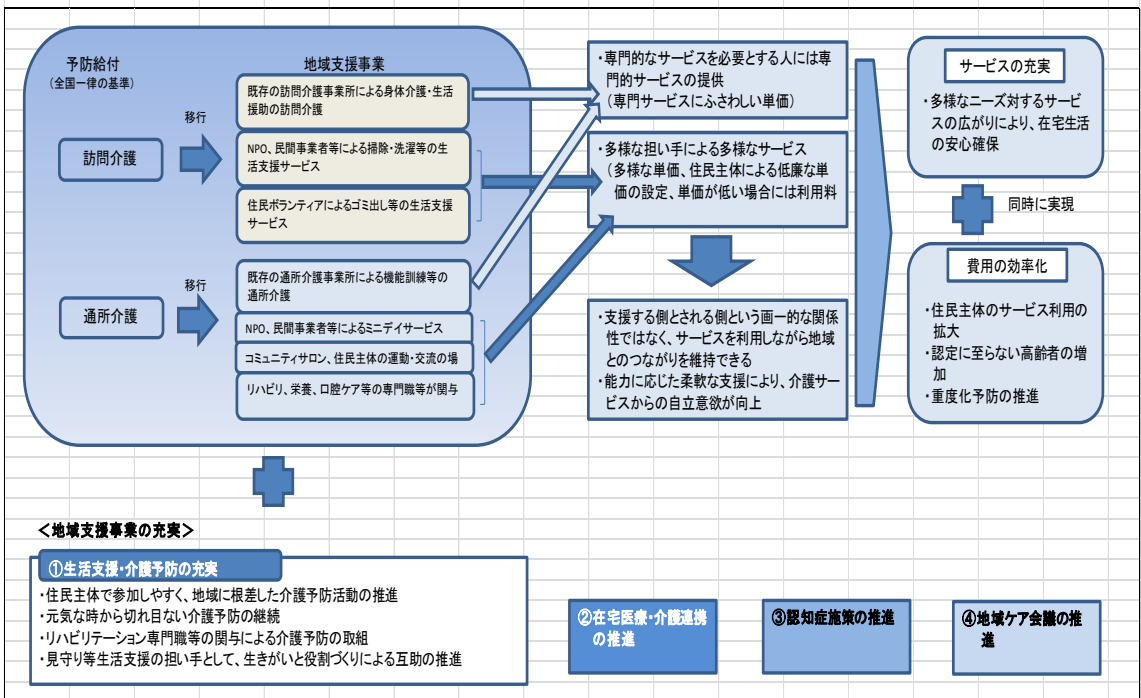 予防給付
(全国一律の基準)
地域支援事業
移行
訪問介護
既存の訪問介護事業所による身体介護・生活
援助の訪問介護
NPO、民間事業者等による掃除・洗濯等の生
活支援サービス
住民ボランティアによるゴミ出し等の生活支援
サービス
移行
通所介護
既存の通所介護事業所による機能訓練等の
通所介護
NPO、民間事業者等によるミニデイサービス
コミュニティサロン、住民主体の運動・交流の場
リハビリ、栄養、口腔ケア等の専門職等が関与
・専門的なサービスを必要とする人には専
門的サービスの提供
(専門サービスにふさわしい単価)
・多様な担い手による多様なサービス
(多様な単価、住民主体による低廉な単
価の設定、単価が低い場合には利用料
・支援する側とされる側という画一的な関係
性ではなく、サービスを利用しながら地域
とのつながりを維持できる
・能力に応じた柔軟な支援により、介護サー
ビスからの自立意欲が向上
サービスの充実
・多様なニーズ対するサービ
スの広がりにより、在宅生活
の安心確保
同時に実現
費用の効率化
・住民主体のサービス利用の
拡大
・認定に至らない高齢者の増
加
・重度化予防の推進
<地域支援事業の充実>
①生活支援・介護予防の充実
・住民主体で参加しやすく、地域に根差した介護予防活動の推進
・元気な時から切れ目ない介護予防の継続
・リハビリテーション専門職等の関与による介護予防の取組
・見守り等生活支援の担い手として、生きがいと役割づくりによる互助の推進
②在宅医療・介護連携
の推進
③認知症施策の推進
④地域ケア会議の推
進